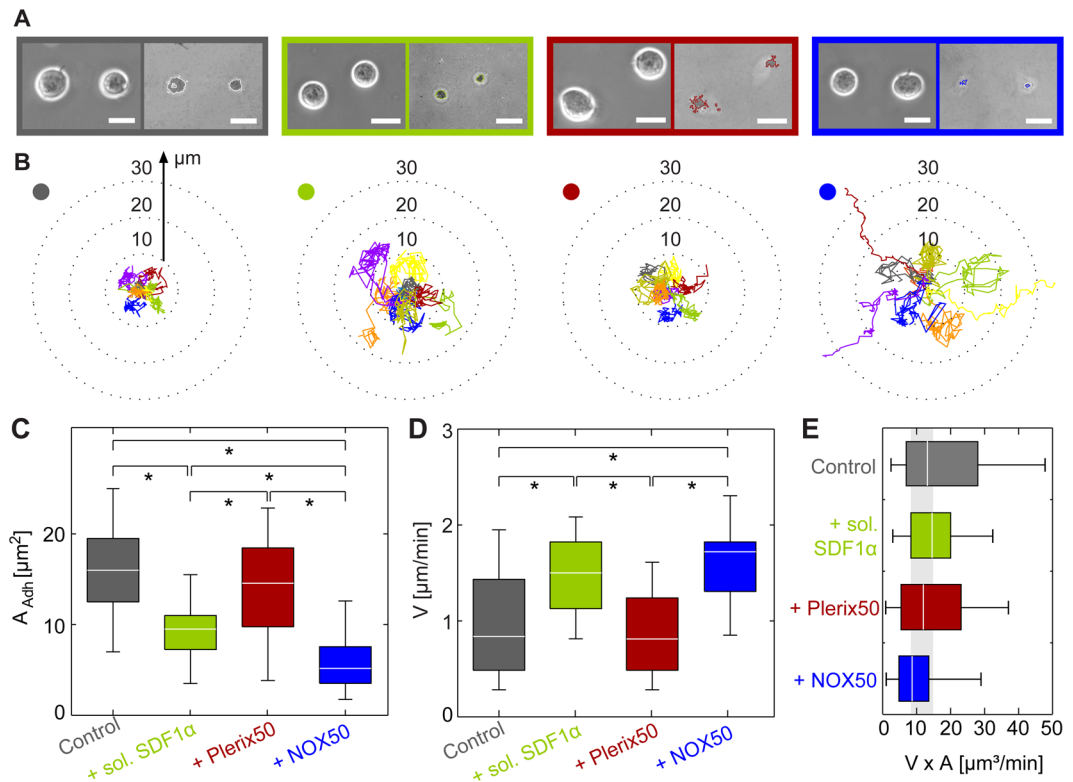 A
B
µm
30
20
10
30
20
10
30
20
10
30
20
10
C
A Adh [µm²]
20
10
0
*
*
*
*
*
Control
+ sol. SDF1α
+ Plerix50
+ NOX50
D
V [µm/min]
3
2
1
0
*
*
*
*
Control
+ sol. SDF1α
+ Plerix50
+ NOX50
E
Control
+ sol.
SDF1α
+ Plerix50
+ NOX50
0 10 20 30 40 50
V x A [µm³/min]